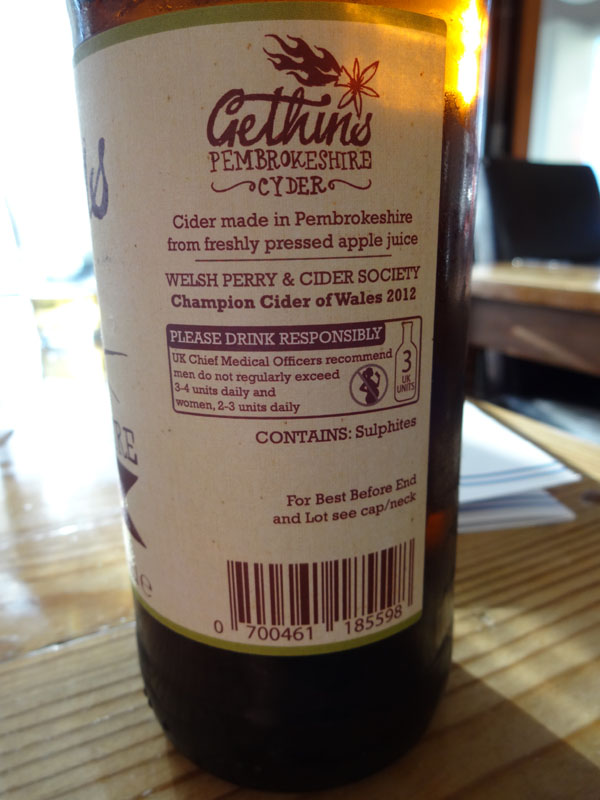 Gethin's
PEMBROKESHIRE
CYDER
Cider made in Pembrokeshire
from freshly pressed apple juice
WELSH PERRY & CIDER SOCIETY
Champion Cider of Wales 2012
PLEASE DRINK RESPONSIBLY
UK Chief Medical Officers recommend
men do not regularly exceed
3-4 units daily and
women, 2-3 units daily
3
UK
UNITS
CONTAINS: Sulphites
For Best Before End
and Lot see cap/neck
0 700461 185598